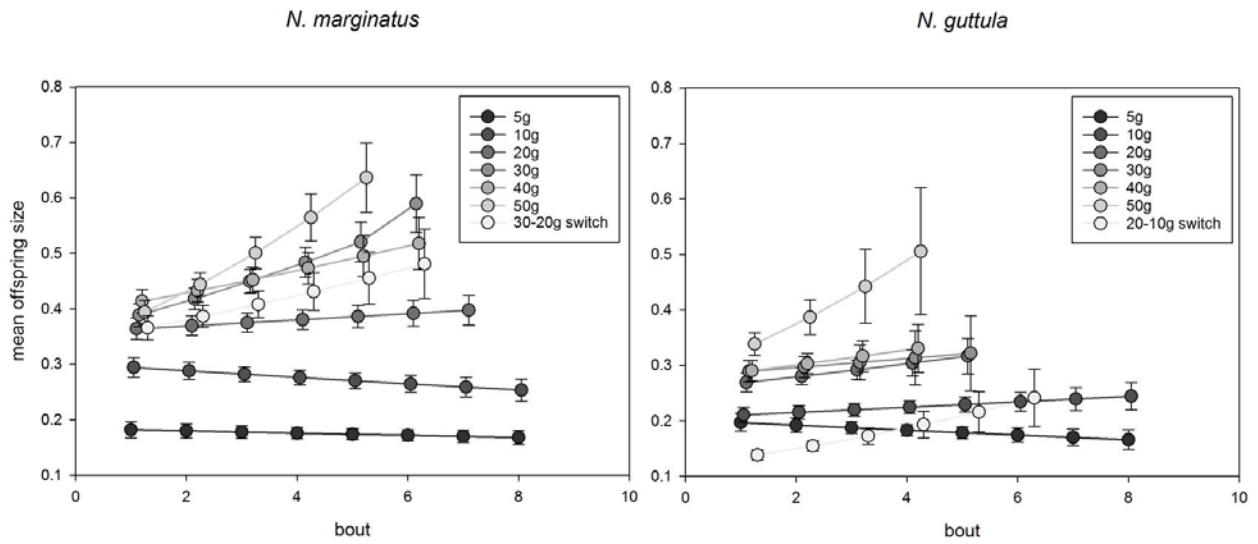 N. marginatus
N. guttula
0.8
0.7
0.6
0.5
0.4
0.3
0.2
0.1
mean offspring size
5g
10g
20g
30g
40g
50g
30-20g switch
0
2
4
6
8
10
bout
0.8
0.7
0.6
0.5
0.4
0.3
0.2
0.1
5g
10g
20g
30g
40g
50g
20-10g switch
0
2
4
6
8
10
bout